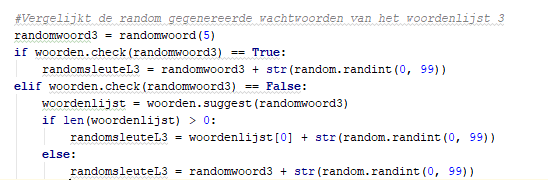 #Vergelijkt de random gegenereerde wachtwoorden van het woordenlijst 3
randomwoord3 = randomwoord(5)
if woorden.check(randomwoord3) == True:
    randomsleuteL3 = randomwoord3 + str(random.randint(0, 99))
elif woorden.check(randomwoord3) == False:
    woordenlijst = woorden.suggest(randomwoord3)
    if len(woordenlijst) > 0:
        randomsleuteL3 = woordenlijst[0] + str(random.randint(0, 99))
    else:
        randomsleuteL3 = randomwoord3 + str(random.randint(0, 99))